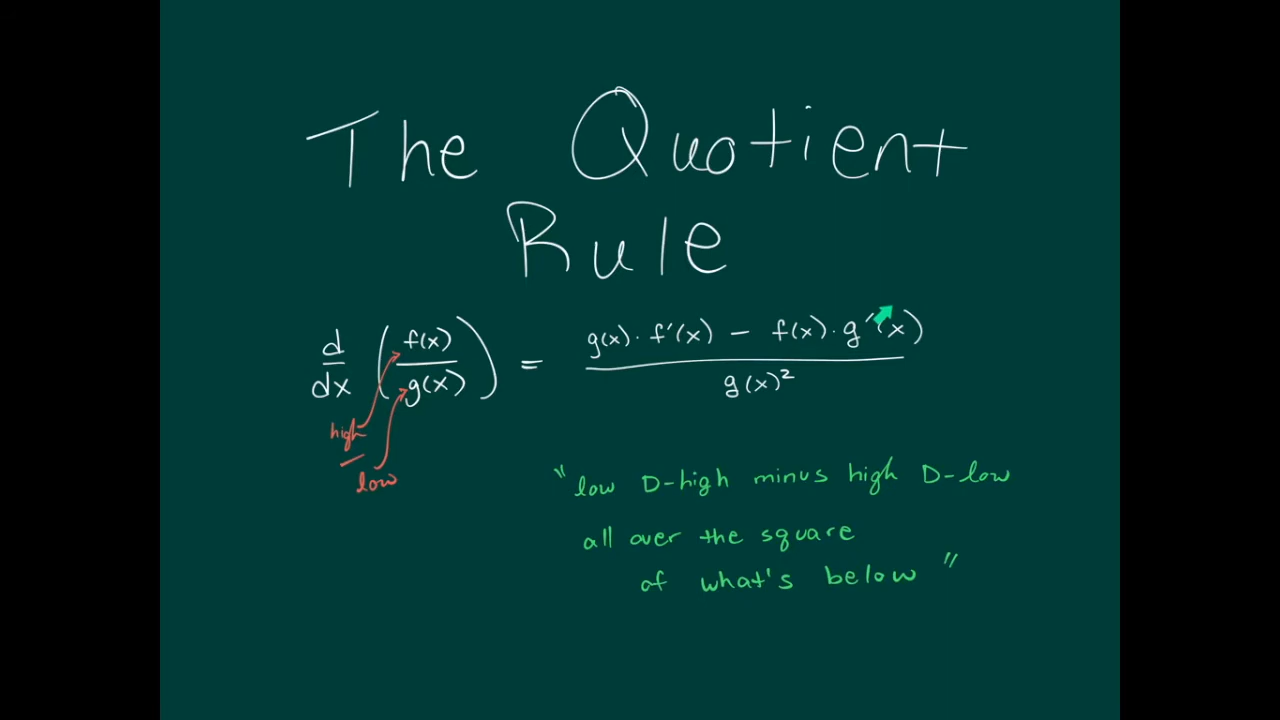 The Quotient
Rule
d/dx (f(x)/g(x)) = (g(x)·f'(x) − f(x)·g'(x))/g(x)²
high
low
"low D-high minus high D-low
all over the square
of what's below"